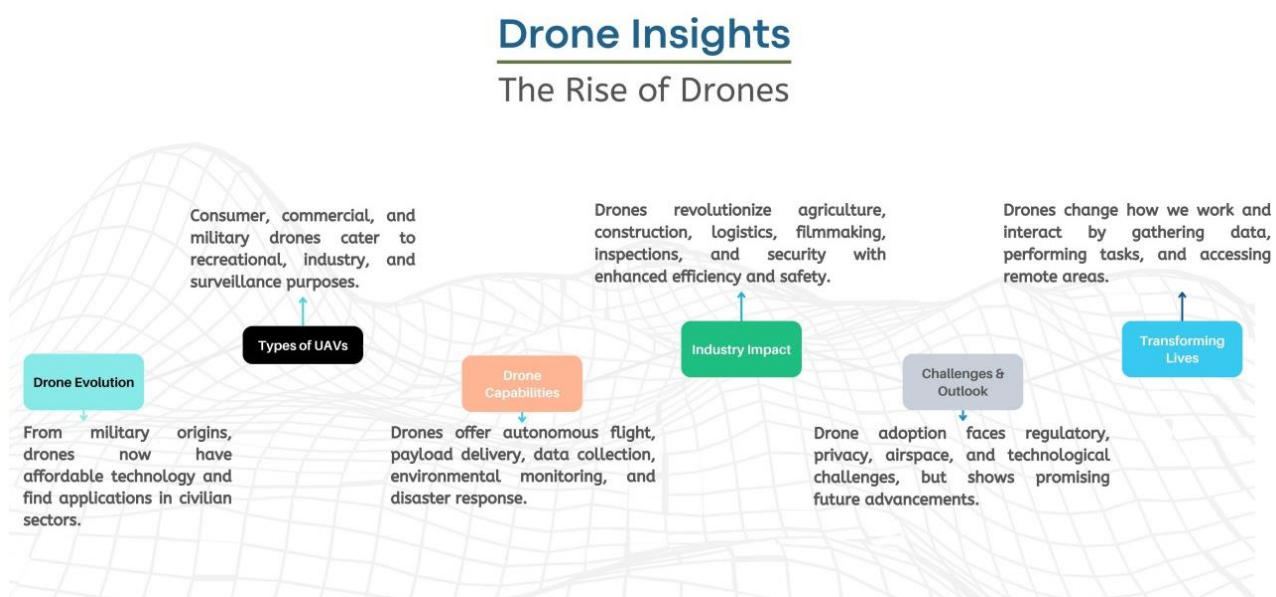 Drone Insights
The Rise of Drones
Drone Evolution
From military origins,
drones now have
affordable technology and
find applications in civilian
sectors.
Consumer, commercial, and
military drones cater to
recreational, industry, and
surveillance purposes.
Types of UAVs
Drone
Capabilities
Drones offer autonomous flight,
payload delivery, data collection,
environmental monitoring, and
disaster response.
Drones revolutionize agriculture,
construction, logistics, filmmaking,
inspections, and security with
enhanced efficiency and safety.
Industry Impact
Challenges &
Outlook
Drone adoption faces regulatory,
privacy, airspace, and technological
challenges, but shows promising
future advancements.
Drones change how we work and
interact by gathering data,
performing tasks, and accessing
remote areas.
Transforming
Lives